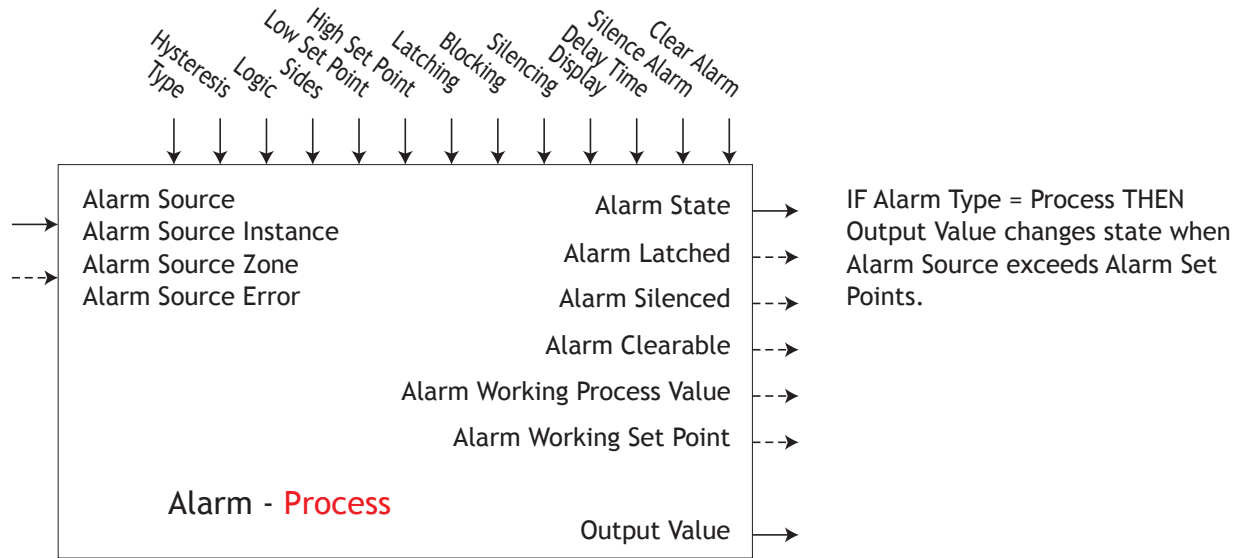 Type
Hysteresis
Logic
Sides
Low Set Point
High Set Point
Latching
Blocking
Silencing
Display
Delay Time
Silence Alarm
Clear Alarm
Alarm Source
Alarm Source Instance
Alarm Source Zone
Alarm Source Error
Alarm State
Alarm Latched
Alarm Silenced
Alarm Clearable
Alarm Working Process Value
Alarm Working Set Point
Alarm - Process
Output Value
IF Alarm Type = Process THEN
Output Value changes state when
Alarm Source exceeds Alarm Set
Points.